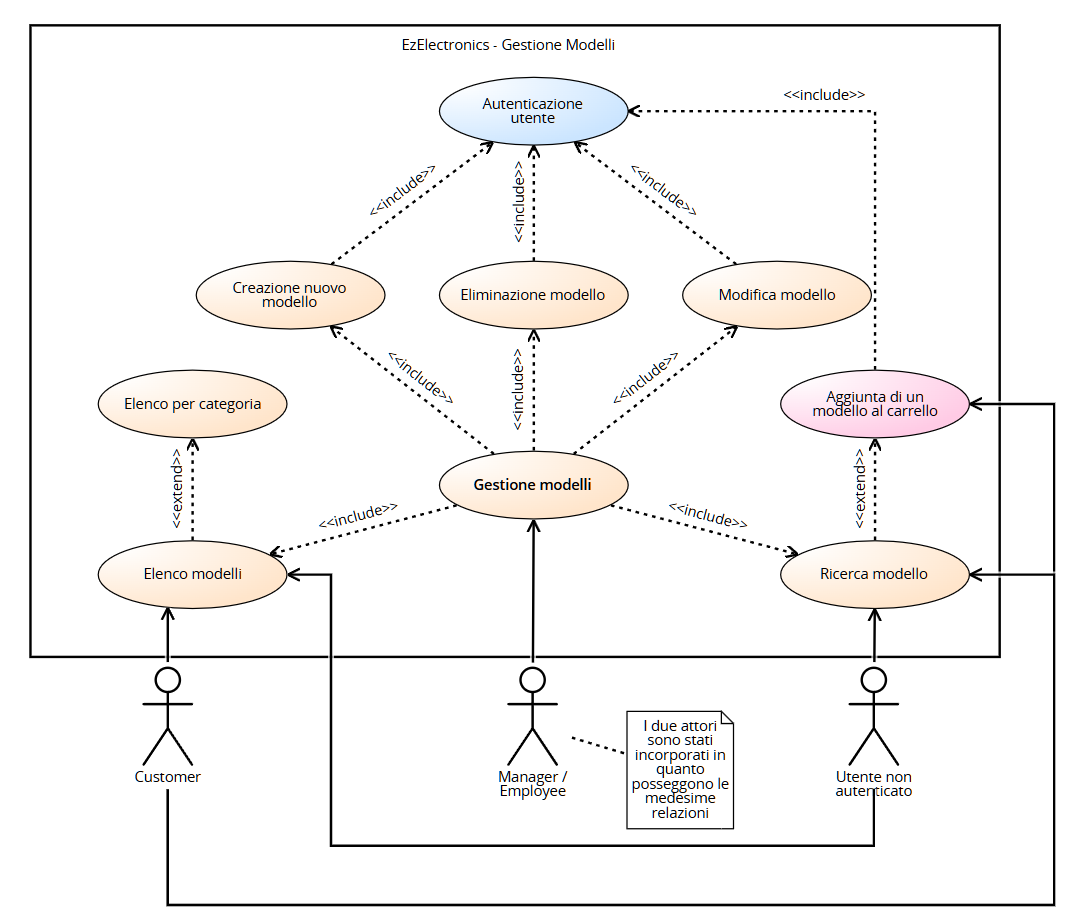 EzElectronics - Gestione Modelli
<<include>>
Autenticazione
utente
<<include>>
<<include>>
<<include>>
Creazione nuovo
modello
Eliminazione modello
Modifica modello
<<include>>
<<include>>
<<include>>
Elenco per categoria
Aggiunta di un
modello al carrello
<<extend>>
Gestione modelli
<<extend>>
<<include>>
<<include>>
Elenco modelli
Ricerca modello
Customer
Manager /
Employee
I due attori
sono stati
incorporati in
quanto
posseggono le
medesime
relazioni
Utente non
autenticato